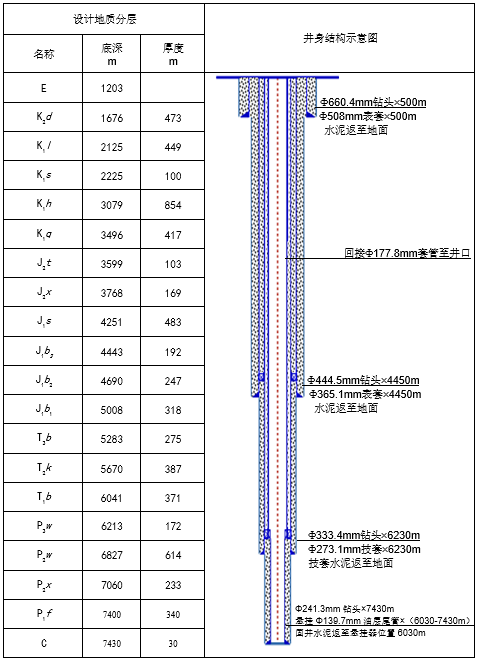 设计地质分层
井身结构示意图
名称 底深 m 厚度 m
E 1203
K2d 1676 473
K1l 2125 449
K1s 2225 100
K1h 3079 854
K1q 3496 417
J2t 3599 103
J2x 3768 169
J1s 4251 483
J1b3 4443 192
J1b2 4690 247
J1b1 5008 318
T3b 5283 275
T2k 5670 387
T1b 6041 371
P3w 6213 172
P2w 6827 614
P2x 7060 233
P1f 7400 340
C 7430 30
Φ660.4mm钻头×500m
Φ508mm表套×500m
水泥返至地面
回接Φ177.8mm套管至井口
Φ444.5mm钻头×4450m
Φ365.1mm表套×4450m
水泥返至地面
Φ333.4mm钻头×6230m
Φ273.1mm技套×6230m
技套水泥返至地面
Φ241.3mm 钻头×7430m
悬挂 Φ139.7mm 油层尾管×（6030-7430m）
固井水泥返至悬挂器位置 6030m